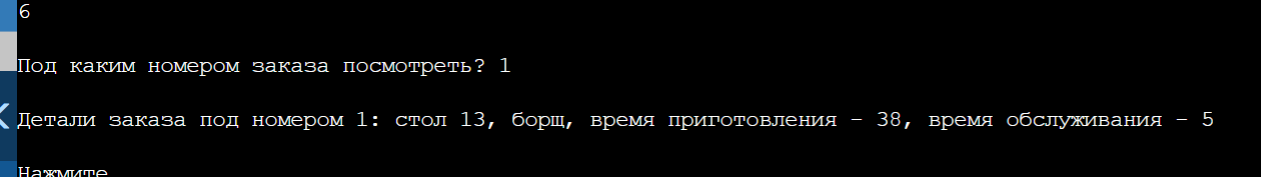 6
Под каким номером заказа посмотреть? 1
Детали заказа под номером 1: стол 13, борщ, время приготовления - 38, время обслуживания - 5
Нажмите